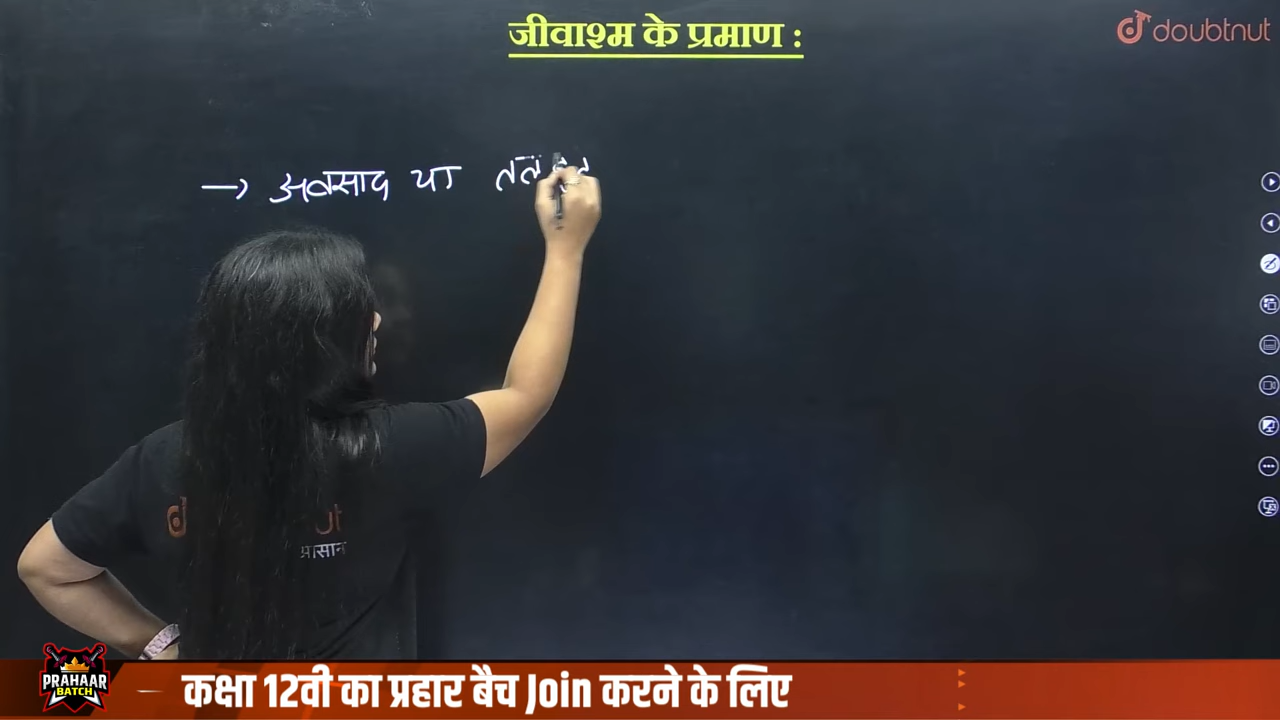 जीवाश्म के प्रमाण :
doubtnut
→ अवसाद या
PRAHAAR
BATCH
कक्षा 12वी का प्रहार बैच Join करने के लिए